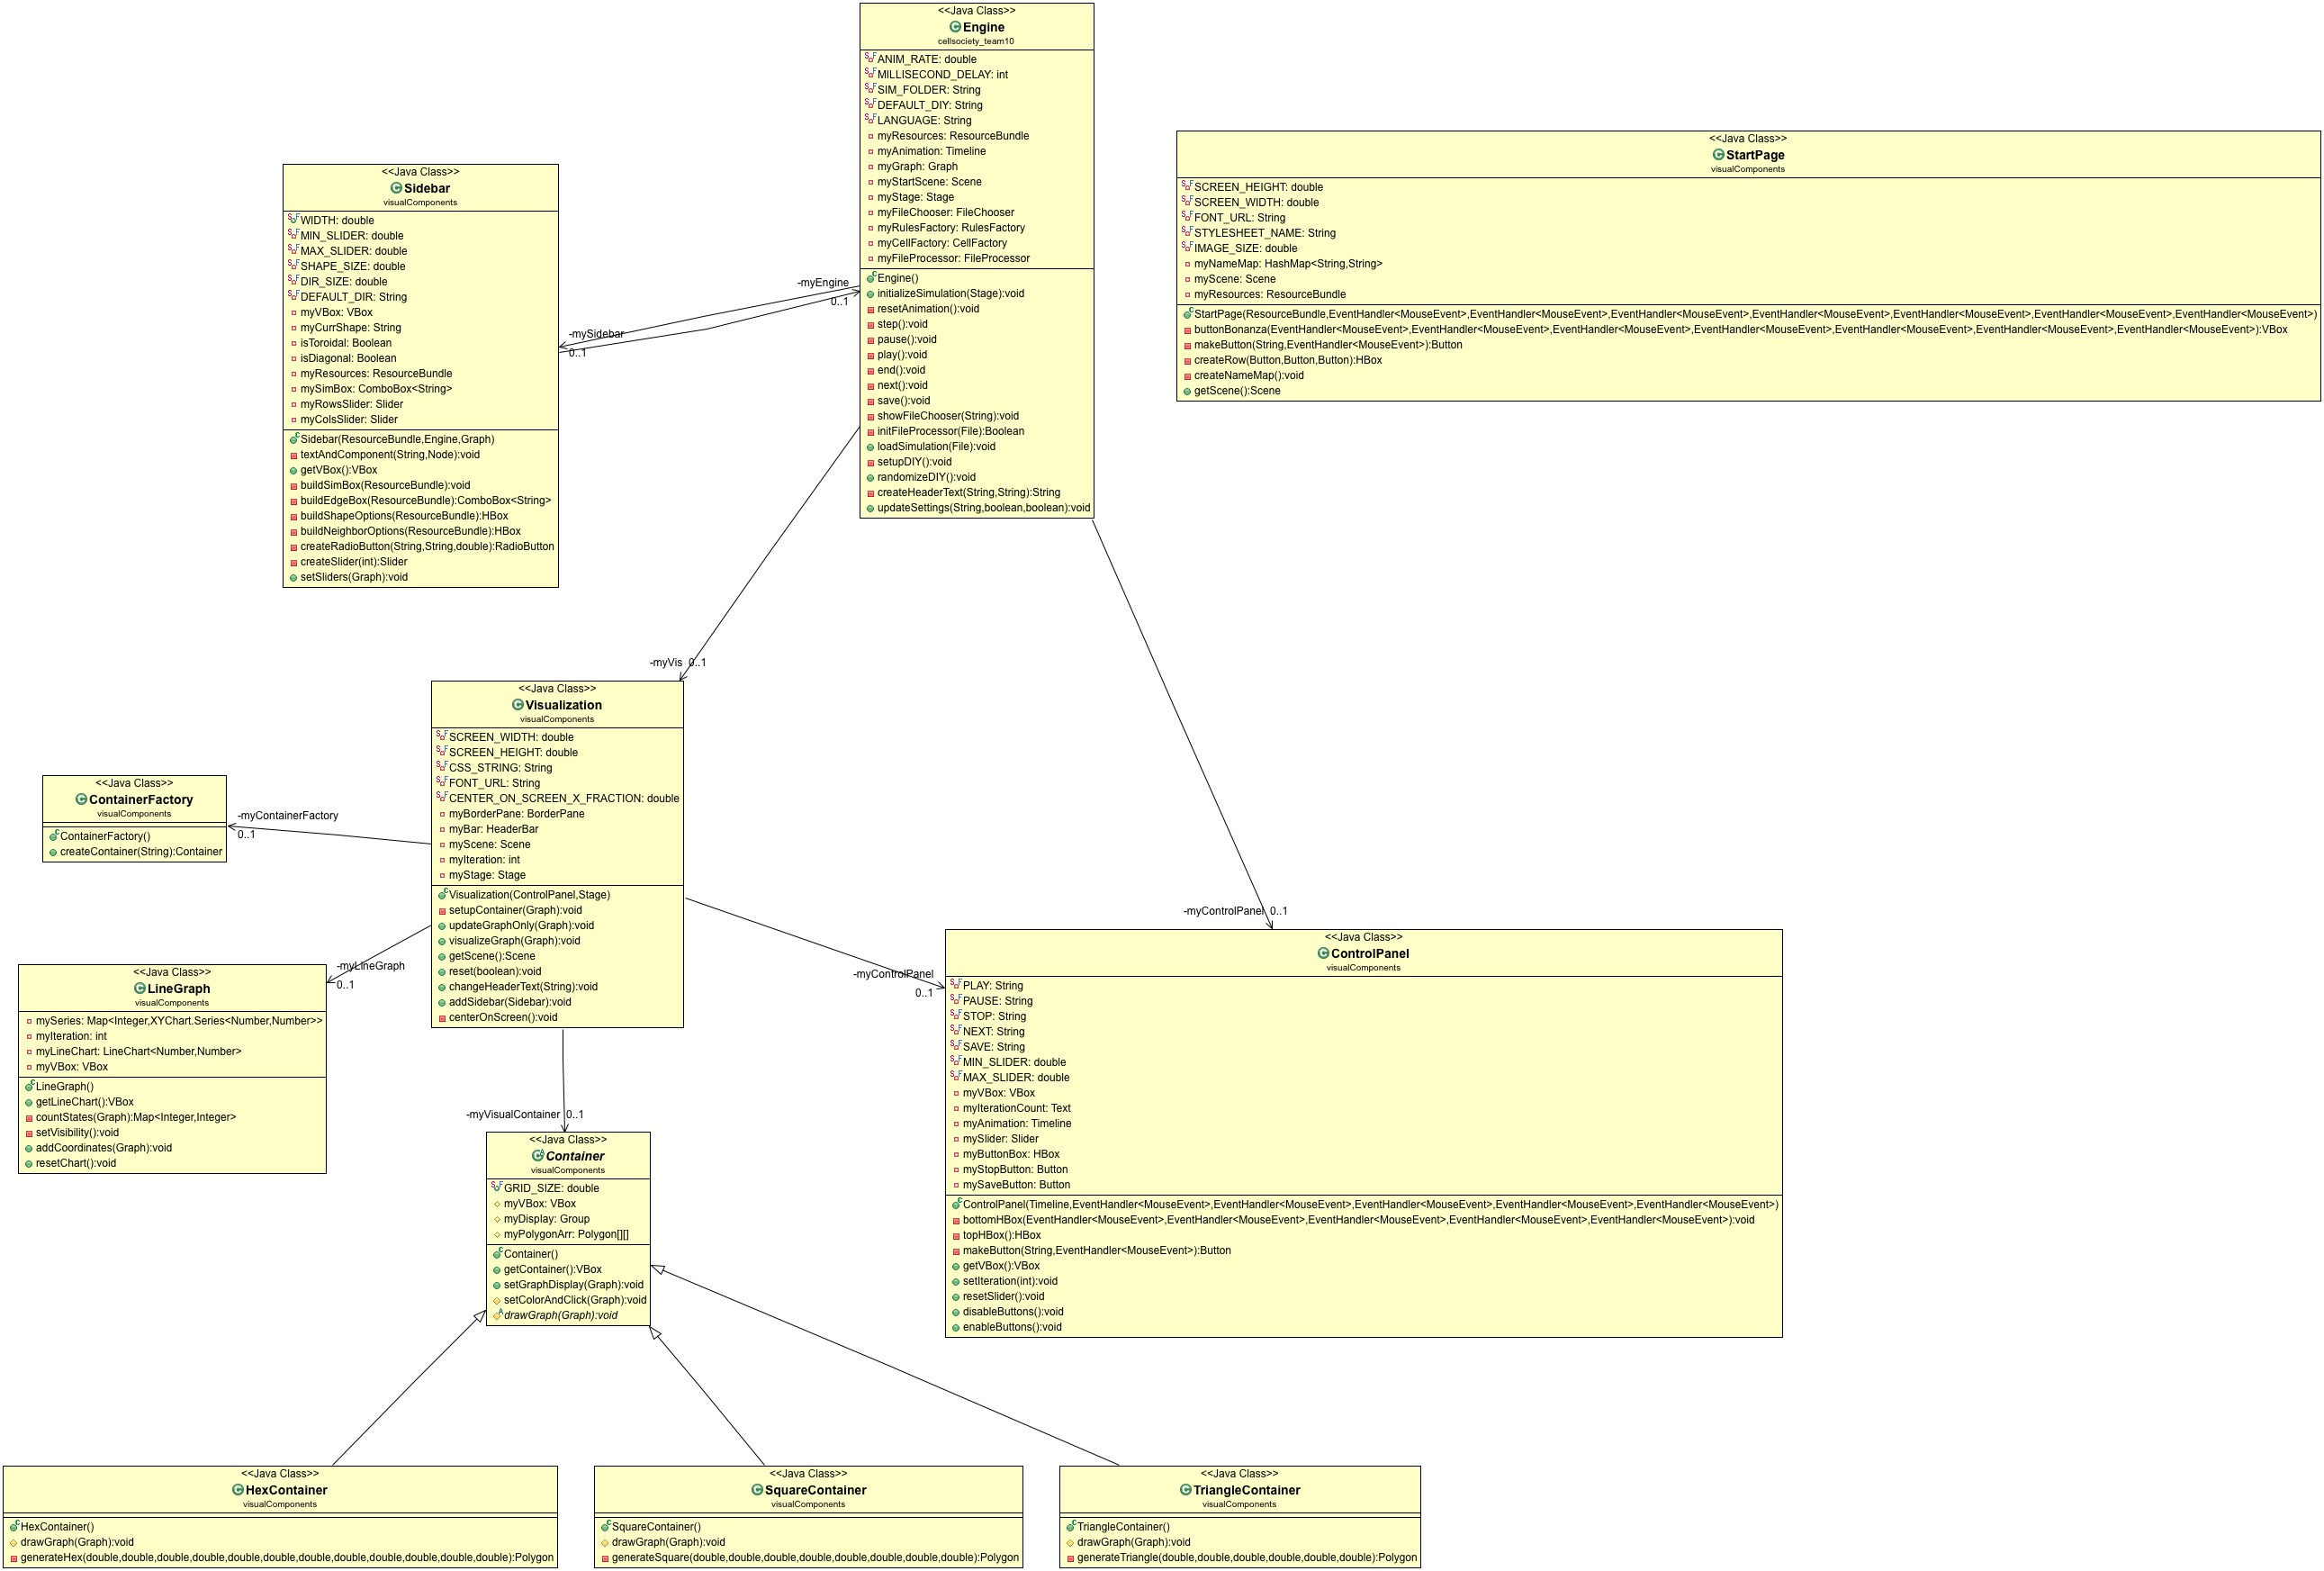 <<Java Class>>
Engine
cellsociety_team10
ANIM_RATE: double
MILLISECOND_DELAY: int
SIM_FOLDER: String
DEFAULT_DIY: String
LANGUAGE: String
myResources: ResourceBundle
myAnimation: Timeline
myGraph: Graph
myStartScene: Scene
myStage: Stage
myFileChooser: FileChooser
myRulesFactory: RulesFactory
myCellFactory: CellFactory
myFileProcessor: FileProcessor
Engine()
initializeSimulation(Stage):void
resetAnimation():void
step():void
pause():void
play():void
end():void
next():void
save():void
showFileChooser(String):void
initFileProcessor(File):Boolean
loadSimulation(File):void
setupDIY():void
randomizeDIY():void
createHeaderText(String,String):String
updateSettings(String,boolean,boolean):void
<<Java Class>>
StartPage
visualComponents
SCREEN_HEIGHT: double
SCREEN_WIDTH: double
FONT_URL: String
STYLESHEET_NAME: String
IMAGE_SIZE: double
myNameMap: HashMap<String,String>
myScene: Scene
myResources: ResourceBundle
StartPage(ResourceBundle,EventHandler<MouseEvent>,EventHandler<MouseEvent>,EventHandler<MouseEvent>,EventHandler<MouseEvent>,EventHandler<MouseEvent>,EventHandler<MouseEvent>,EventHandler<MouseEvent>)
buttonBonanza(EventHandler<MouseEvent>,EventHandler<MouseEvent>,EventHandler<MouseEvent>,EventHandler<MouseEvent>,EventHandler<MouseEvent>,EventHandler<MouseEvent>,EventHandler<MouseEvent>):VBox
makeButton(String,EventHandler<MouseEvent>):Button
createRow(Button,Button,Button):HBox
createNameMap():void
getScene():Scene
<<Java Class>>
Sidebar
visualComponents
WIDTH: double
MIN_SLIDER: double
MAX_SLIDER: double
SHAPE_SIZE: double
DIR_SIZE: double
DEFAULT_DIR: String
myVBox: VBox
myCurrShape: String
isToroidal: Boolean
isDiagonal: Boolean
myResources: ResourceBundle
mySimBox: ComboBox<String>
myRowsSlider: Slider
myColsSlider: Slider
Sidebar(ResourceBundle,Engine,Graph)
textAndComponent(String,Node):void
getVBox():VBox
buildSimBox(ResourceBundle):void
buildEdgeBox(ResourceBundle):ComboBox<String>
buildShapeOptions(ResourceBundle):HBox
buildNeighborOptions(ResourceBundle):HBox
createRadioButton(String,String,double):RadioButton
createSlider(int):Slider
setSliders(Graph):void
-myEngine
0..1
-mySidebar
0..1
-myVis 0..1
<<Java Class>>
Visualization
visualComponents
SCREEN_WIDTH: double
SCREEN_HEIGHT: double
CSS_STRING: String
FONT_URL: String
CENTER_ON_SCREEN_X_FRACTION: double
myBorderPane: BorderPane
myBar: HeaderBar
myScene: Scene
myIteration: int
myStage: Stage
Visualization(ControlPanel,Stage)
setupContainer(Graph):void
updateGraphOnly(Graph):void
visualizeGraph(Graph):void
getScene():Scene
reset(boolean):void
changeHeaderText(String):void
addSidebar(Sidebar):void
centerOnScreen():void
<<Java Class>>
ContainerFactory
visualComponents
ContainerFactory()
createContainer(String):Container
-myContainerFactory
0..1
-myLineGraph
0..1
<<Java Class>>
LineGraph
visualComponents
mySeries: Map<Integer,XYChart.Series<Number,Number>>
myIteration: int
myLineChart: LineChart<Number,Number>
myVBox: VBox
LineGraph()
getLineChart():VBox
countStates(Graph):Map<Integer,Integer>
setVisibility():void
addCoordinates(Graph):void
resetChart():void
-myControlPanel 0..1
-myControlPanel
0..1
<<Java Class>>
ControlPanel
visualComponents
PLAY: String
PAUSE: String
STOP: String
NEXT: String
SAVE: String
MIN_SLIDER: double
MAX_SLIDER: double
myVBox: VBox
myIterationCount: Text
myAnimation: Timeline
mySlider: Slider
myButtonBox: HBox
myStopButton: Button
mySaveButton: Button
ControlPanel(Timeline,EventHandler<MouseEvent>,EventHandler<MouseEvent>,EventHandler<MouseEvent>,EventHandler<MouseEvent>,EventHandler<MouseEvent>)
bottomHBox(EventHandler<MouseEvent>,EventHandler<MouseEvent>,EventHandler<MouseEvent>,EventHandler<MouseEvent>,EventHandler<MouseEvent>):void
topHBox():HBox
makeButton(String,EventHandler<MouseEvent>):Button
getVBox():VBox
setIteration(int):void
resetSlider():void
disableButtons():void
enableButtons():void
-myVisualContainer 0..1
<<Java Class>>
Container
visualComponents
GRID_SIZE: double
myVBox: VBox
myDisplay: Group
myPolygonArr: Polygon[][]
Container()
getContainer():VBox
setGraphDisplay(Graph):void
setColorAndClick(Graph):void
drawGraph(Graph):void
<<Java Class>>
HexContainer
visualComponents
HexContainer()
drawGraph(Graph):void
generateHex(double,double,double,double,double,double,double,double,double,double,double,double):Polygon
<<Java Class>>
SquareContainer
visualComponents
SquareContainer()
drawGraph(Graph):void
generateSquare(double,double,double,double,double,double,double,double):Polygon
<<Java Class>>
TriangleContainer
visualComponents
TriangleContainer()
drawGraph(Graph):void
generateTriangle(double,double,double,double,double,double):Polygon